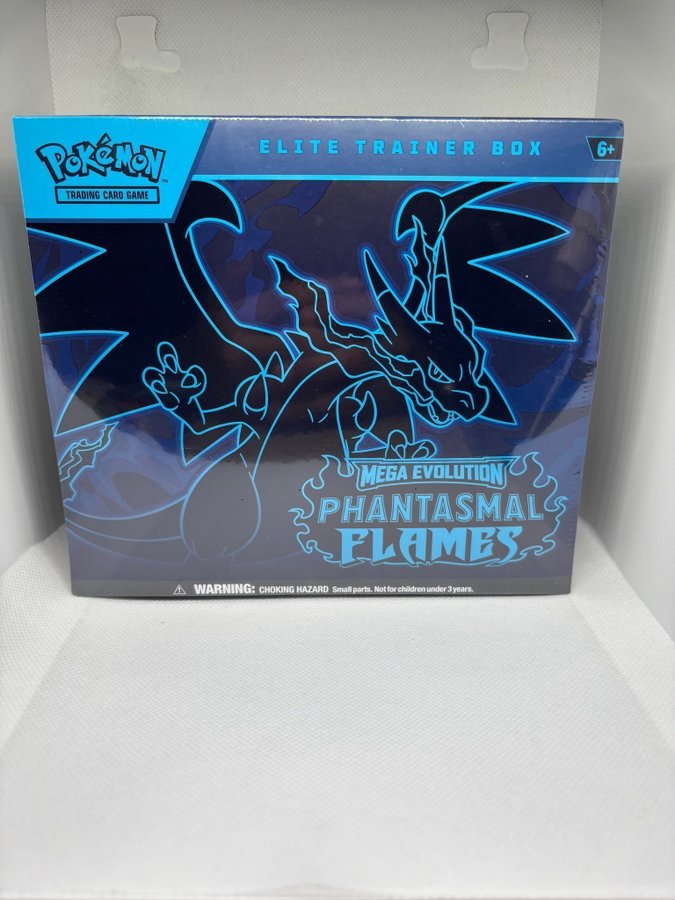 POKéMON
TM
TRADING CARD GAME
ELITE TRAINER BOX
6+
MEGA EVOLUTION
PHANTASMAL
FLAMES
WARNING: CHOKING HAZARD Small parts. Not for children under 3 years.